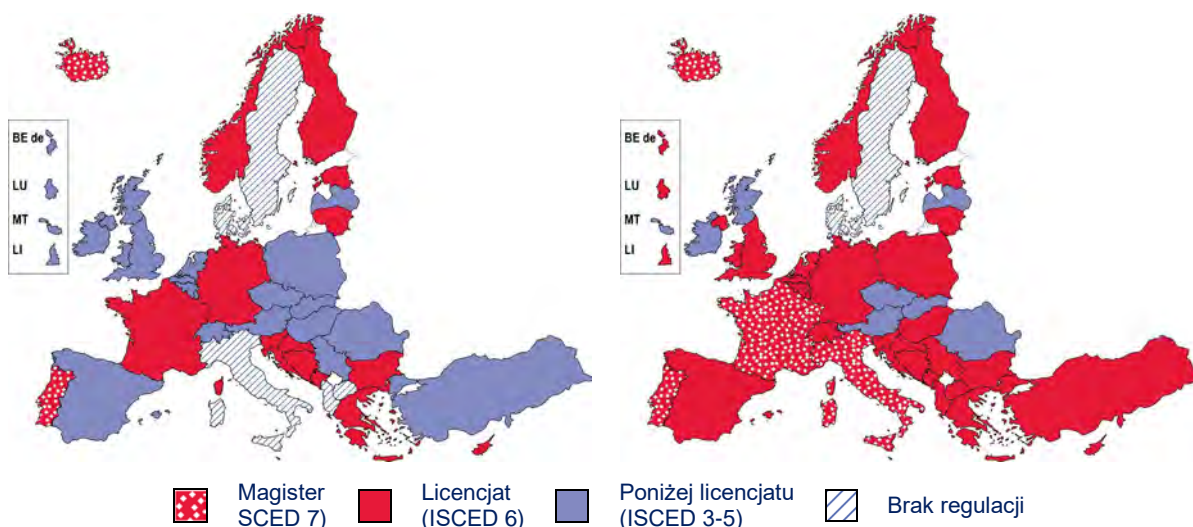 BE de
LU
MT
LI
BE de
LU
MT
LI
Magister
SCED 7)
Licencjat
(ISCED 6)
Poniżej licencjatu
(ISCED 3-5)
Brak regulacji